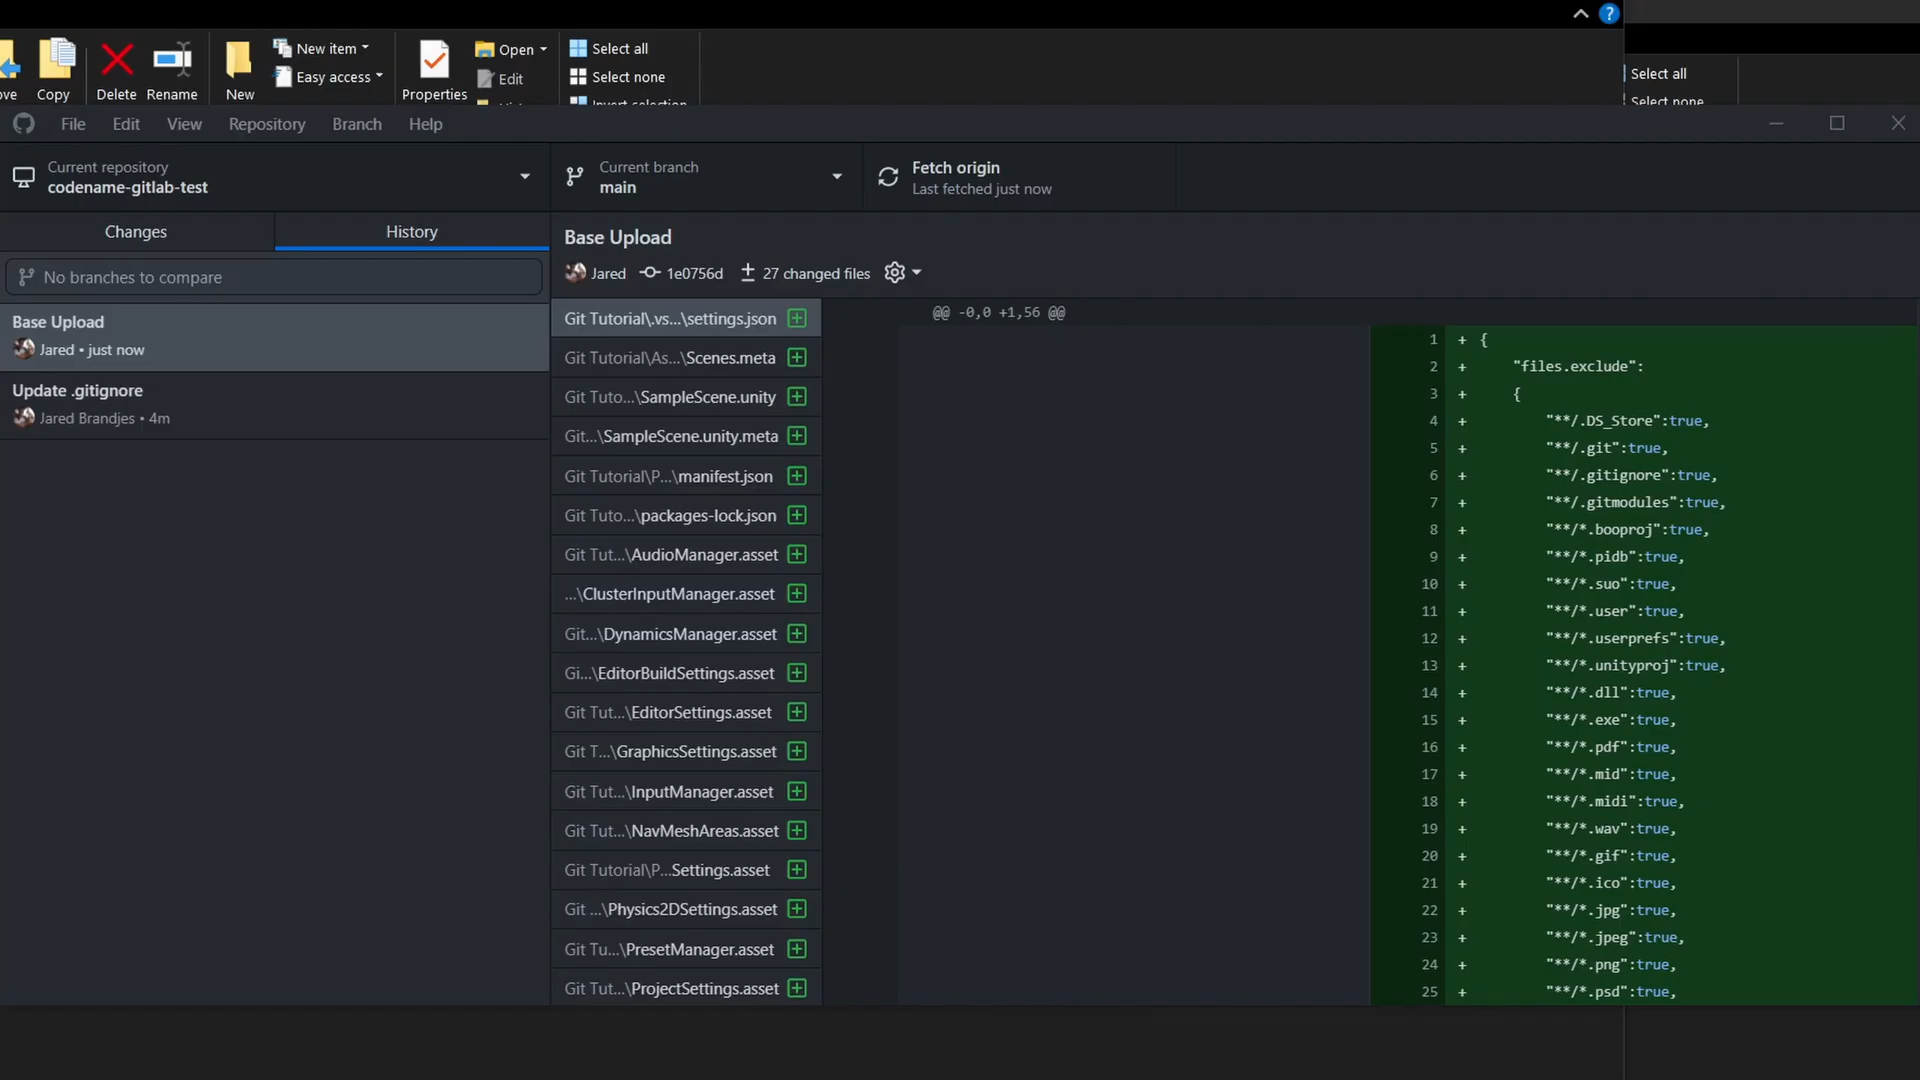 New item
Open
Select all
Easy access
Edit
Select none
Copy
Delete
Rename
New
Properties
Invert selection
Select all
Select none
File
Edit
View
Repository
Branch
Help
Current repository
codename-gitlab-test
Current branch
main
Fetch origin
Last fetched just now
Changes
History
No branches to compare
Base Upload
Jared • just now
Update .gitignore
Jared Brandjes • 4m
Base Upload
Jared 1e0756d 27 changed files
Git Tutorial\.vs...\settings.json
Git Tutorial\As...\Scenes.meta
Git Tuto...\SampleScene.unity
Git...\SampleScene.unity.meta
Git Tutorial\P...\manifest.json
Git Tuto...\packages-lock.json
Git Tut...\AudioManager.asset
...\ClusterInputManager.asset
Git...\DynamicsManager.asset
Gi...\EditorBuildSettings.asset
Git Tut...\EditorSettings.asset
Git T...\GraphicsSettings.asset
Git Tut...\InputManager.asset
Git Tut...\NavMeshAreas.asset
Git Tutorial\P...Settings.asset
Git ...\Physics2DSettings.asset
Git Tu...\PresetManager.asset
Git Tut...\ProjectSettings.asset
@@ -0,0 +1,56 @@
1 + {
2 + "files.exclude":
3 + {
4 + "**/.DS_Store":true,
5 + "**/.git":true,
6 + "**/.gitignore":true,
7 + "**/.gitmodules":true,
8 + "**/*.booproj":true,
9 + "**/*.pidb":true,
10 + "**/*.suo":true,
11 + "**/*.user":true,
12 + "**/*.userprefs":true,
13 + "**/*.unityproj":true,
14 + "**/*.dll":true,
15 + "**/*.exe":true,
16 + "**/*.pdf":true,
17 + "**/*.mid":true,
18 + "**/*.midi":true,
19 + "**/*.wav":true,
20 + "**/*.gif":true,
21 + "**/*.ico":true,
22 + "**/*.jpg":true,
23 + "**/*.jpeg":true,
24 + "**/*.png":true,
25 + "**/*.psd":true,